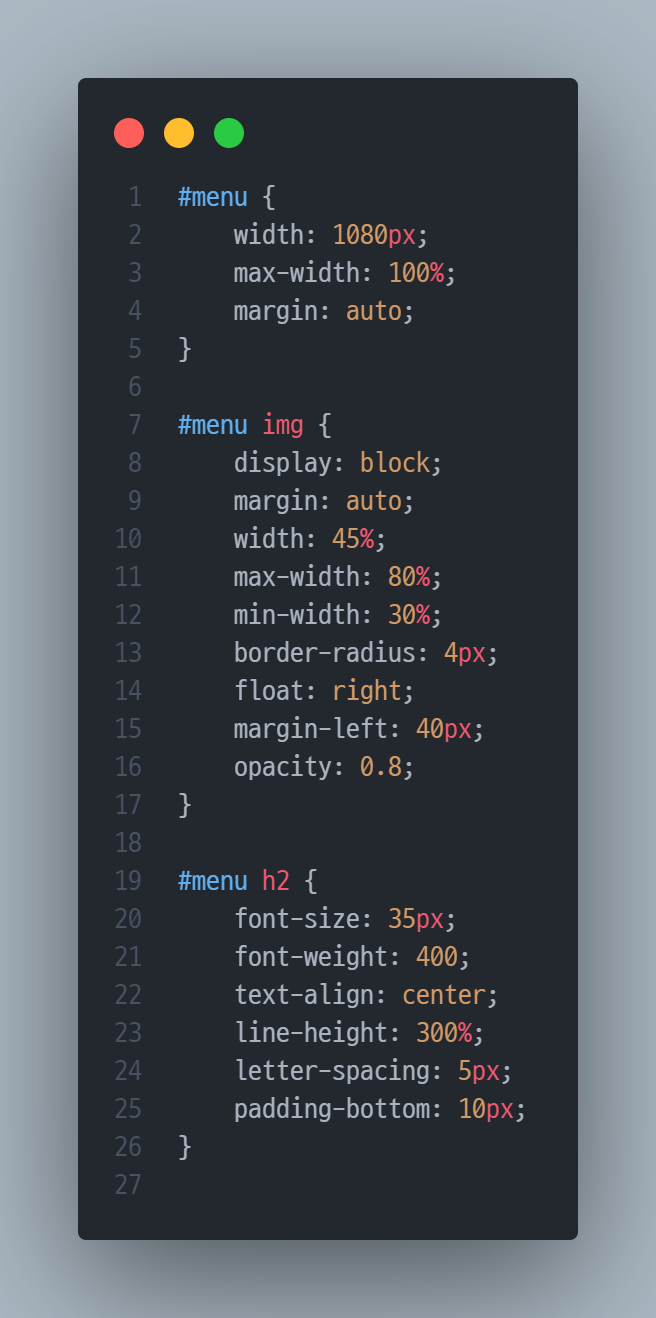 1 #menu {
2     width: 1080px;
3     max-width: 100%;
4     margin: auto;
5 }
6
7 #menu img {
8     display: block;
9     margin: auto;
10     width: 45%;
11     max-width: 80%;
12     min-width: 30%;
13     border-radius: 4px;
14     float: right;
15     margin-left: 40px;
16     opacity: 0.8;
17 }
18
19 #menu h2 {
20     font-size: 35px;
21     font-weight: 400;
22     text-align: center;
23     line-height: 300%;
24     letter-spacing: 5px;
25     padding-bottom: 10px;
26 }
27